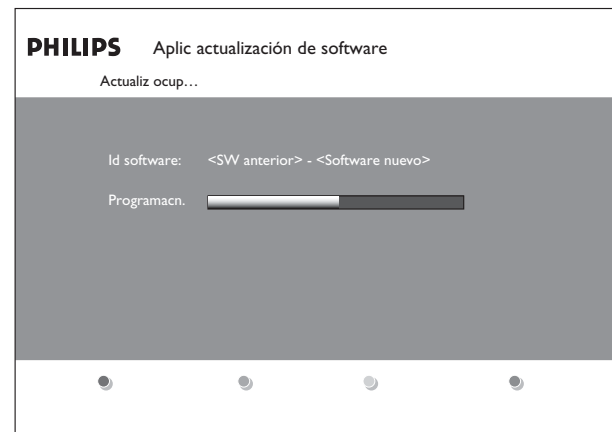 PHILIPS Aplic actualización de software
Actualiz ocup…
Id software: <SW anterior> - <Software nuevo>
Programacn.